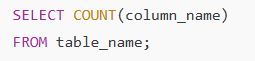 SELECT COUNT(column_name)
FROM table_name;